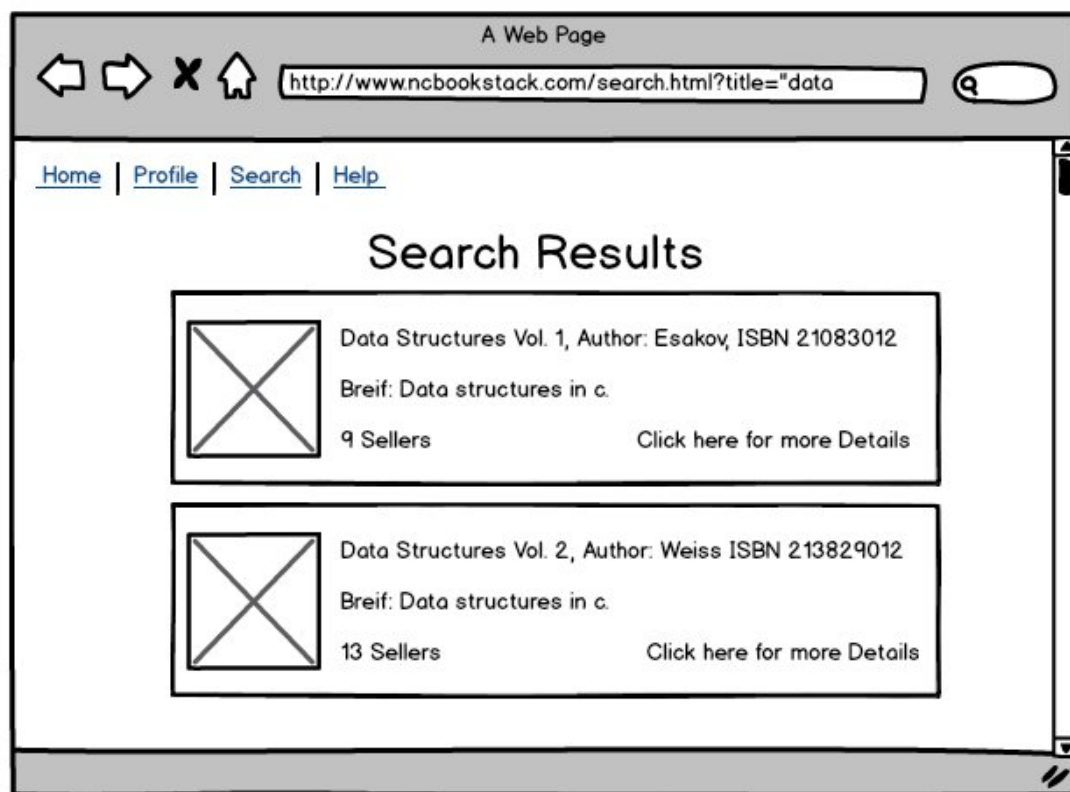 A Web Page
http://www.ncbookstack.com/search.html?title="data
Home | Profile | Search | Help
Search Results
Data Structures Vol. 1, Author: Esakov, ISBN 21083012
Breif: Data structures in c.
9 Sellers Click here for more Details
Data Structures Vol. 2, Author: Weiss ISBN 213829012
Breif: Data structures in c.
13 Sellers Click here for more Details